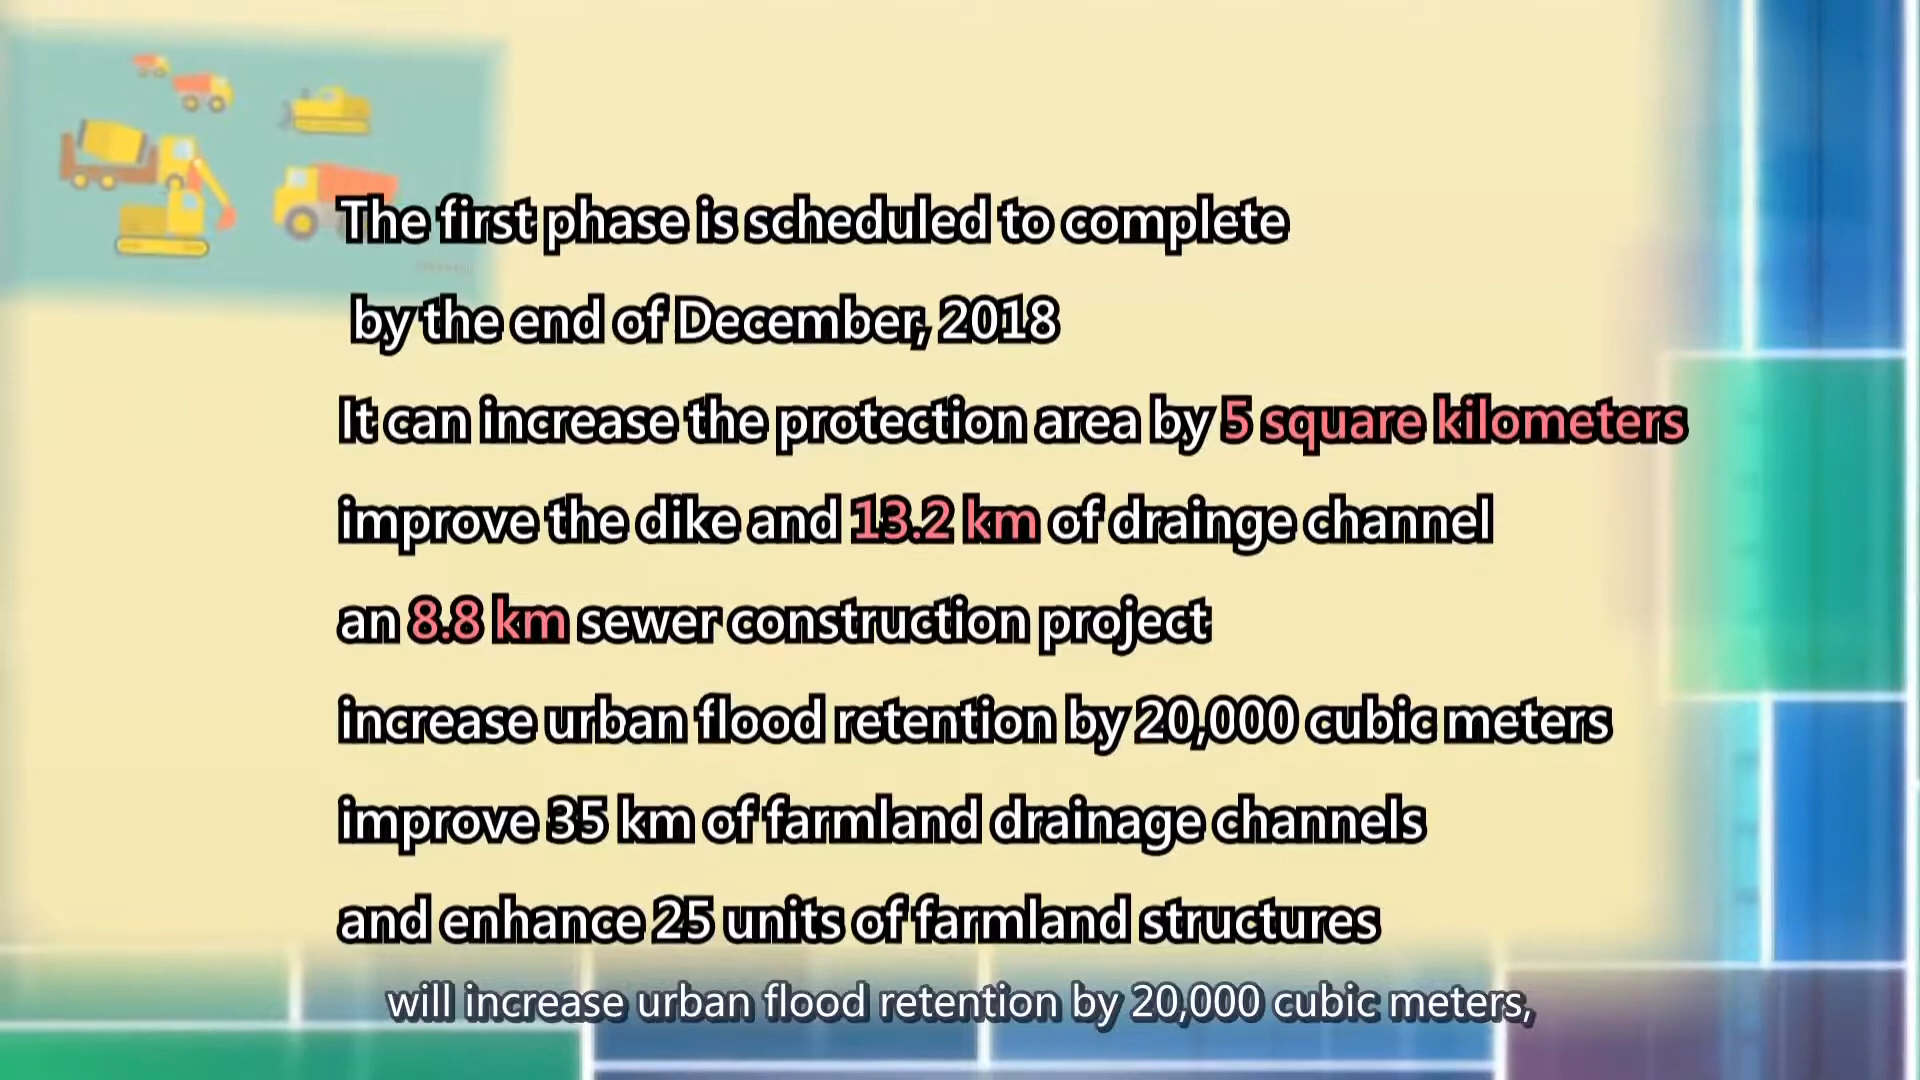 The first phase is scheduled to complete
by the end of December, 2018
It can increase the protection area by 5 square kilometers
improve the dike and 13.2 km of drainge channel
an 8.8 km sewer construction project
increase urban flood retention by 20,000 cubic meters
improve 35 km of farmland drainage channels
and enhance 25 units of farmland structures
will increase urban flood retention by 20,000 cubic meters,